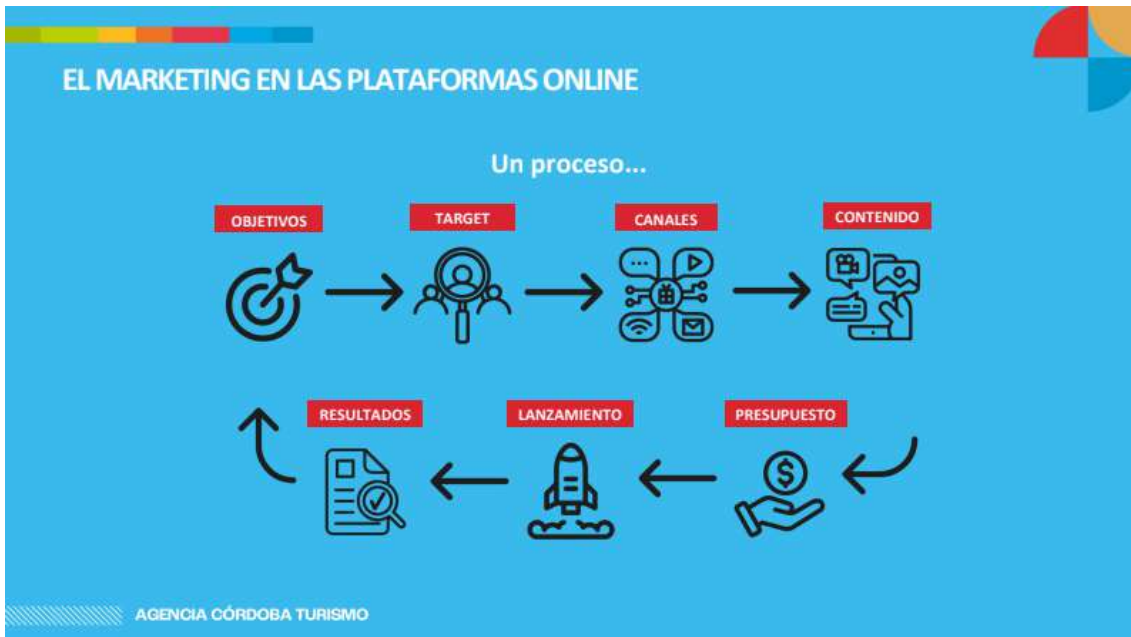 EL MARKETING EN LAS PLATAFORMAS ONLINE
Un proceso...
OBJETIVOS
TARGET
CANALES
CONTENIDO
RESULTADOS
LANZAMIENTO
PRESUPUESTO
$
AGENCIA CÓRDOBA TURISMO